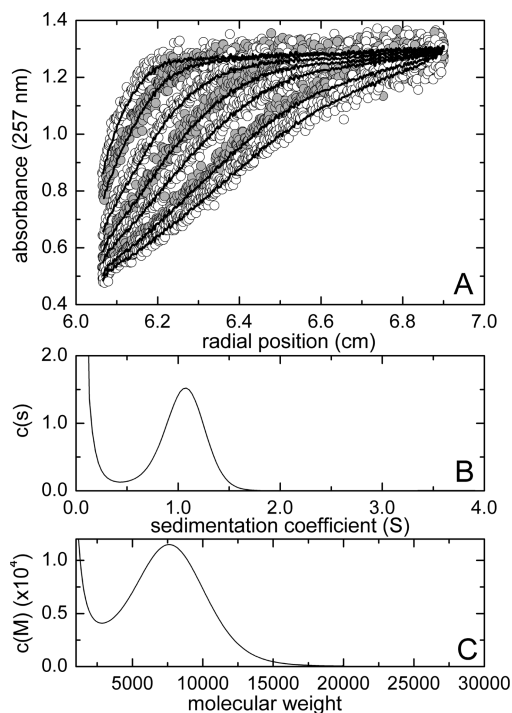 1.4
1.2
1.0
0.8
0.6
0.4
absorbance (257 nm)
A
6.0 6.2 6.4 6.6 6.8 7.0
radial position (cm)
2.0
1.0
0.0
c(s)
B
0.0 1.0 2.0 3.0 4.0
sedimentation coefficient (S)
1.0
0.5
0.0
c(M) (x10⁴)
C
5000 10000 15000 20000 25000 30000
molecular weight